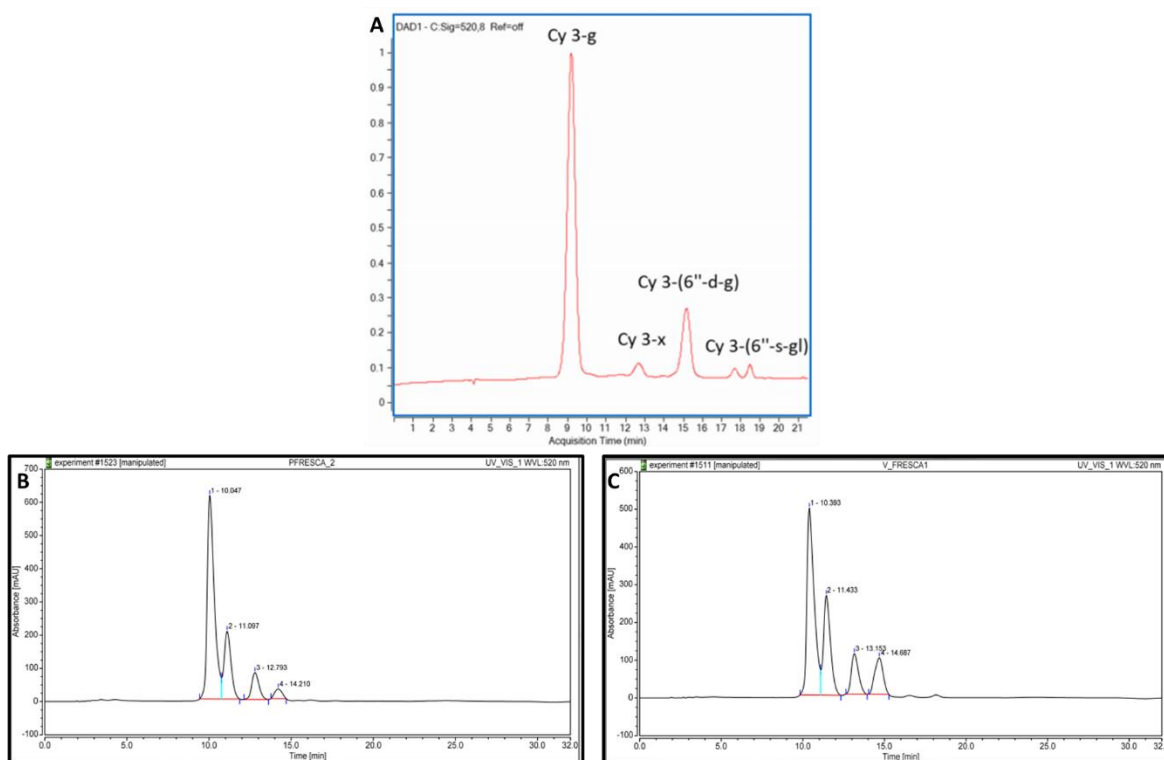 A
DAD1 - C:Sig=520,8 Ref=off
Cy 3-g
Cy 3-(6"-d-g)
Cy 3-x
Cy 3-(6"-s-gl)
1
0.9
0.8
0.7
0.6
0.5
0.4
0.3
0.2
0.1
0
1 2 3 4 5 6 7 8 9 10 11 12 13 14 15 16 17 18 19 20 21
Acquisition Time (min)
B
experiment #1523 [manipulated] PFRESCA_2 UV_VIS_1 WVL:520 nm
Absorbance [mAU]
700
600
500
400
300
200
100
0
-100
1 - 10.047
2 - 11.097
3 - 12.793
4 - 14.210
0.0 5.0 10.0 15.0 20.0 25.0 32.0
Time [min]
C
experiment #1511 [manipulated] V_FRESCA1 UV_VIS_1 WVL:520 nm
Absorbance [mAU]
600
500
400
300
200
100
0
-100
1 - 10.393
2 - 11.433
3 - 13.153
4 - 14.687
0.0 5.0 10.0 15.0 20.0 25.0
Time [min]